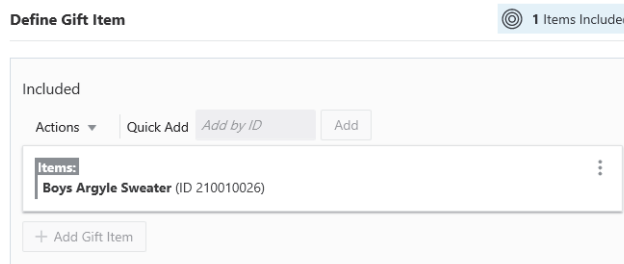 Define Gift Item
1 Items Include
Included
Actions
Quick Add
Add by ID
Add
Items:
Boys Argyle Sweater (ID 210010026)
+ Add Gift Item